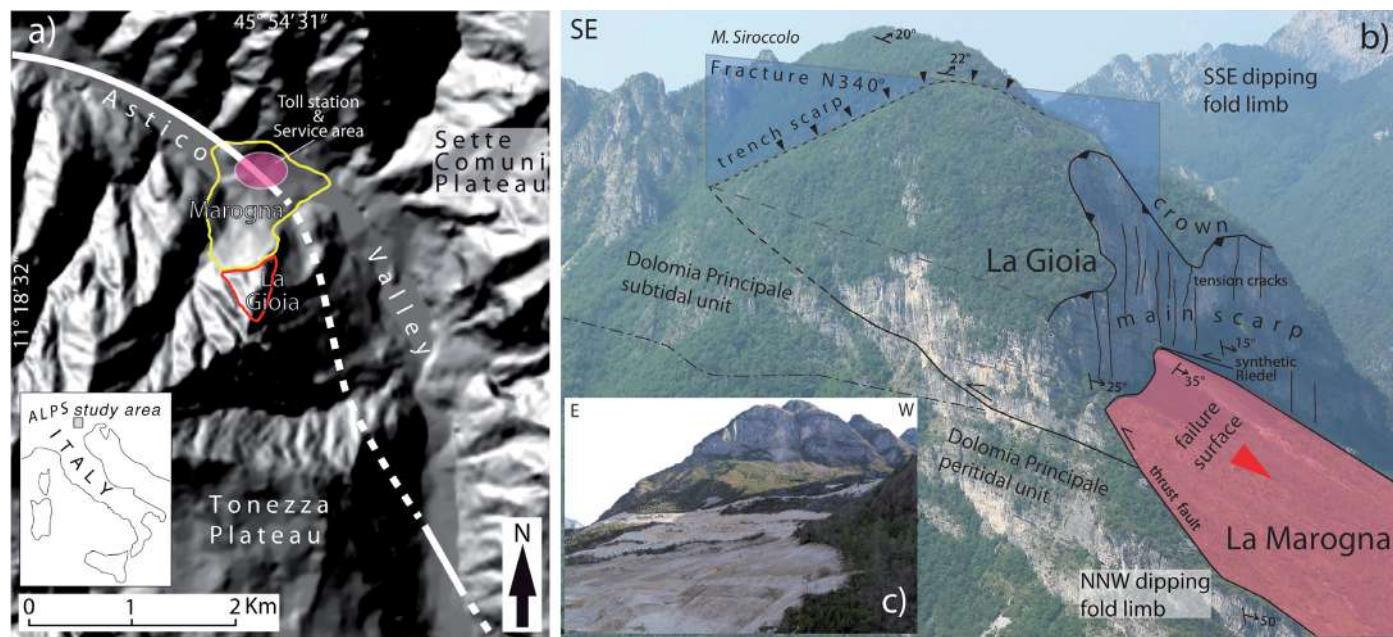 a)
45° 54' 31"
11° 18' 32"
Astico
Valley
Toll station
&
Service area
Sette
Comuni
Plateau
Marogna
La
Gioia
ALPS study area
ITALY
Tonezza
Plateau
N
0 1 2 Km
SE
b)
M. Siroccolo
20°
22°
Fracture N340°
trench scarp
SSE dipping
fold limb
crown
La Gioia
tension cracks
main scarp
Dolomia Principale
subtidal unit
15°
synthetic
Riedel
25°
35°
failure
surface
Dolomia Principale
peritidal unit
thrust fault
La Marogna
NNW dipping
fold limb
50°
E W
c)